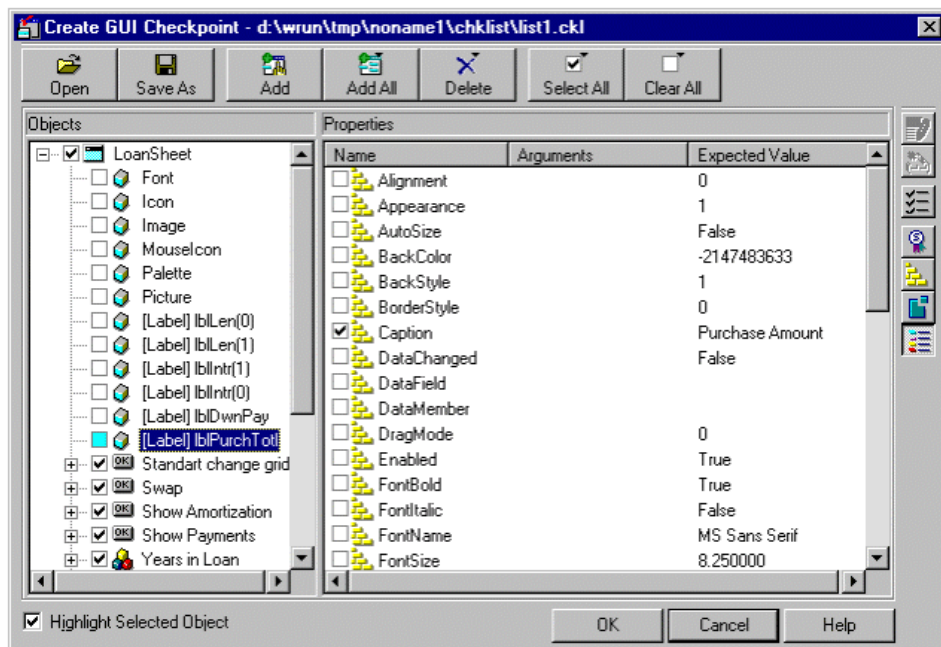 Create GUI Checkpoint - d:\wrun\tmp\noname1\chklist\list1.ckl
Open Save As Add Add All Delete Select All Clear All
Objects Properties
LoanSheet
Font
Icon
Image
MouseIcon
Palette
Picture
[Label] lblLen(0)
[Label] lblLen(1)
[Label] lblIntr(1)
[Label] lblIntr(0)
[Label] lblDwnPay
[Label] lblPurchTotl
OK Standart change grid
OK Swap
OK Show Amortization
OK Show Payments
Years in Loan
Name Arguments Expected Value
Alignment 0
Appearance 1
AutoSize False
BackColor -2147483633
BackStyle 1
BorderStyle 0
Caption Purchase Amount
DataChanged False
DataField
DataMember
DragMode 0
Enabled True
FontBold True
FontItalic False
FontName MS Sans Serif
FontSize 8.250000
Highlight Selected Object
OK Cancel Help